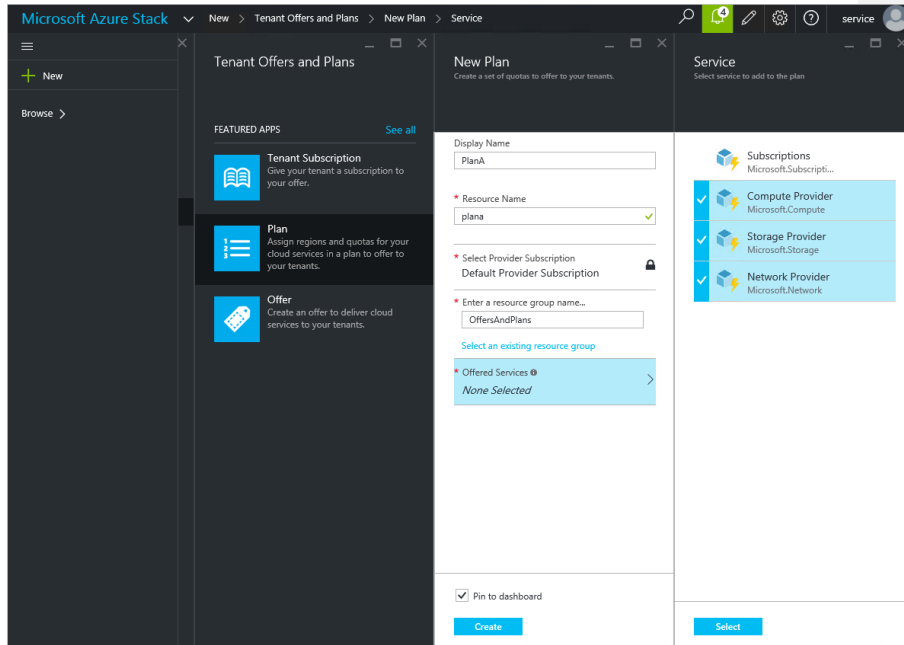 Microsoft Azure Stack New > Tenant Offers and Plans > New Plan > Service 4 service
New
Browse >
Tenant Offers and Plans
FEATURED APPS See all
Tenant Subscription
Give your tenant a subscription to
your offer.
Plan
Assign regions and quotas for your
cloud services in a plan to offer to
your tenants.
Offer
Create an offer to deliver cloud
services to your tenants.
New Plan
Create a set of quotas to offer to your tenants.
Display Name
PlanA
* Resource Name
plana
* Select Provider Subscription
Default Provider Subscription
* Enter a resource group name...
OffersAndPlans
Select an existing resource group
* Offered Services
None Selected
Pin to dashboard
Create
Service
Select service to add to the plan
Subscriptions
Microsoft.Subscripti...
Compute Provider
Microsoft.Compute
Storage Provider
Microsoft.Storage
Network Provider
Microsoft.Network
Select